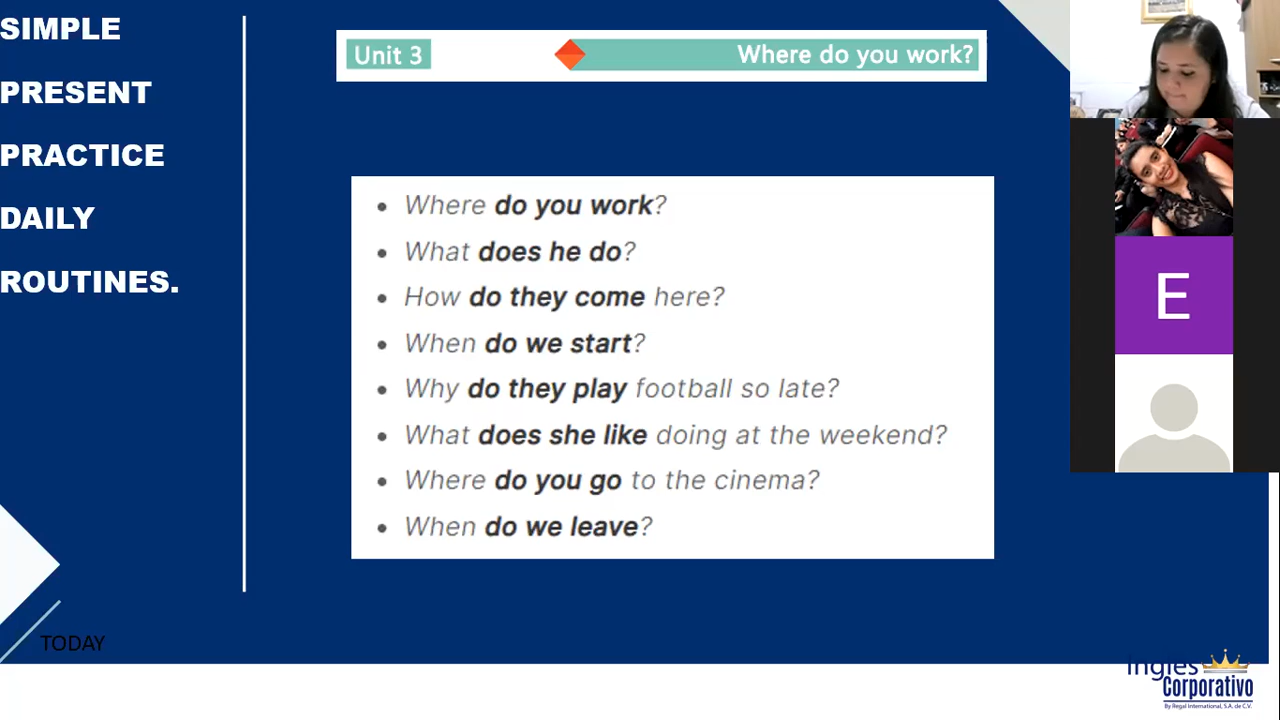 SIMPLE
PRESENT
PRACTICE
DAILY
ROUTINES.
Unit 3
Where do you work?
• Where do you work?
• What does he do?
• How do they come here?
• When do we start?
• Why do they play football so late?
• What does she like doing at the weekend?
• Where do you go to the cinema?
• When do we leave?
E
TODAY
Inglés
Corporativo
By Regal International, S.A. de C.V.